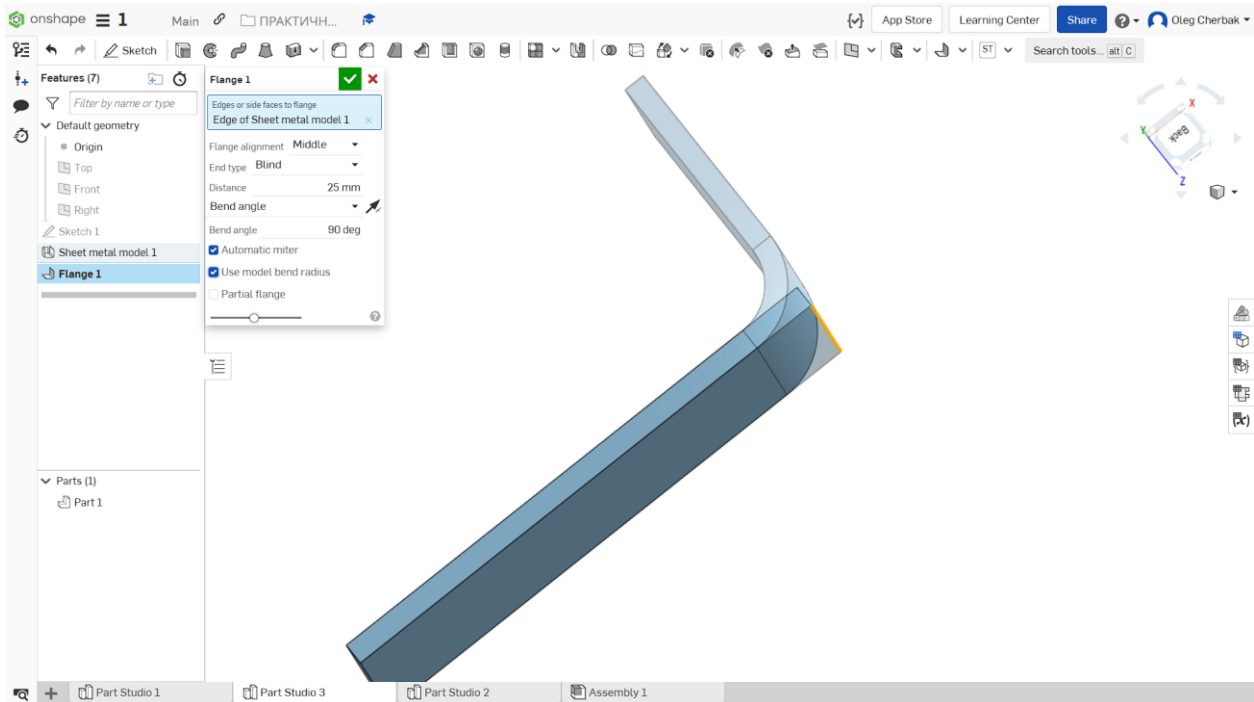 onshape 1 Main ПРАКТИЧН... App Store Learning Center Share Oleg Cherbak
Sketch ST Search tools... alt C
Features (7)
Filter by name or type
Default geometry
Origin
Top
Front
Right
Sketch 1
Sheet metal model 1
Flange 1
Parts (1)
Part 1
Flange 1
Edges or side faces to flange
Edge of Sheet metal model 1
Flange alignment Middle
End type Blind
Distance 25 mm
Bend angle
Bend angle 90 deg
Automatic miter
Use model bend radius
Partial flange
X
Y
Back
Z
(x)
Part Studio 1 Part Studio 3 Part Studio 2 Assembly 1